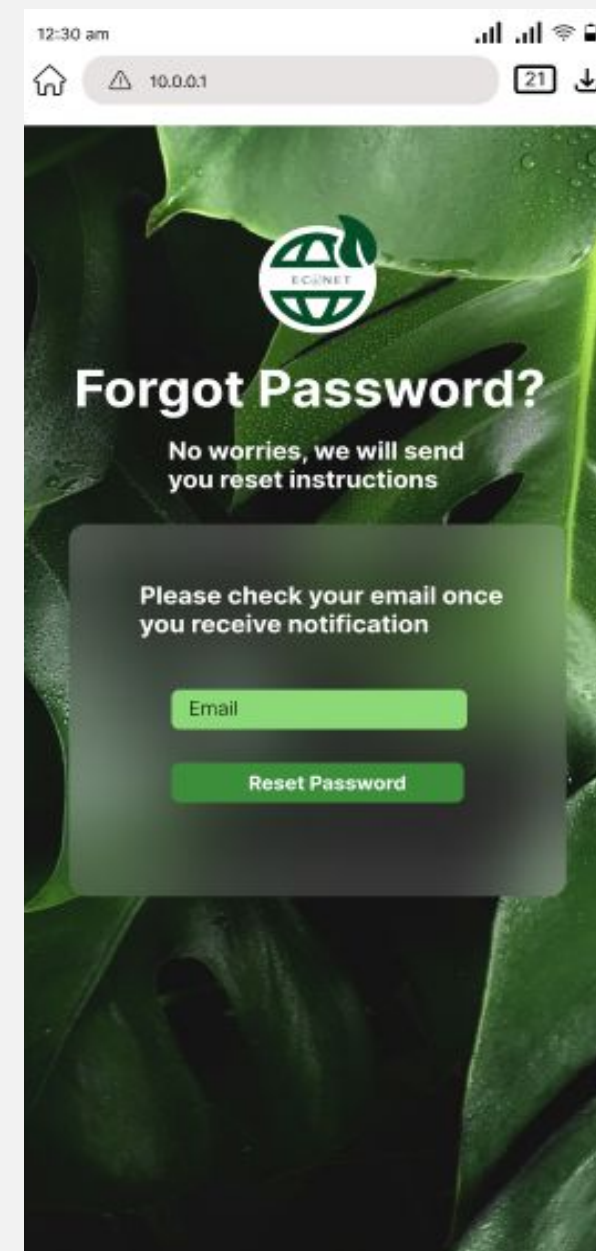 12:30 am
10.0.0.1
21
ECONET
Forgot Password?
No worries, we will send
you reset instructions
Please check your email once
you receive notification
Email
Reset Password